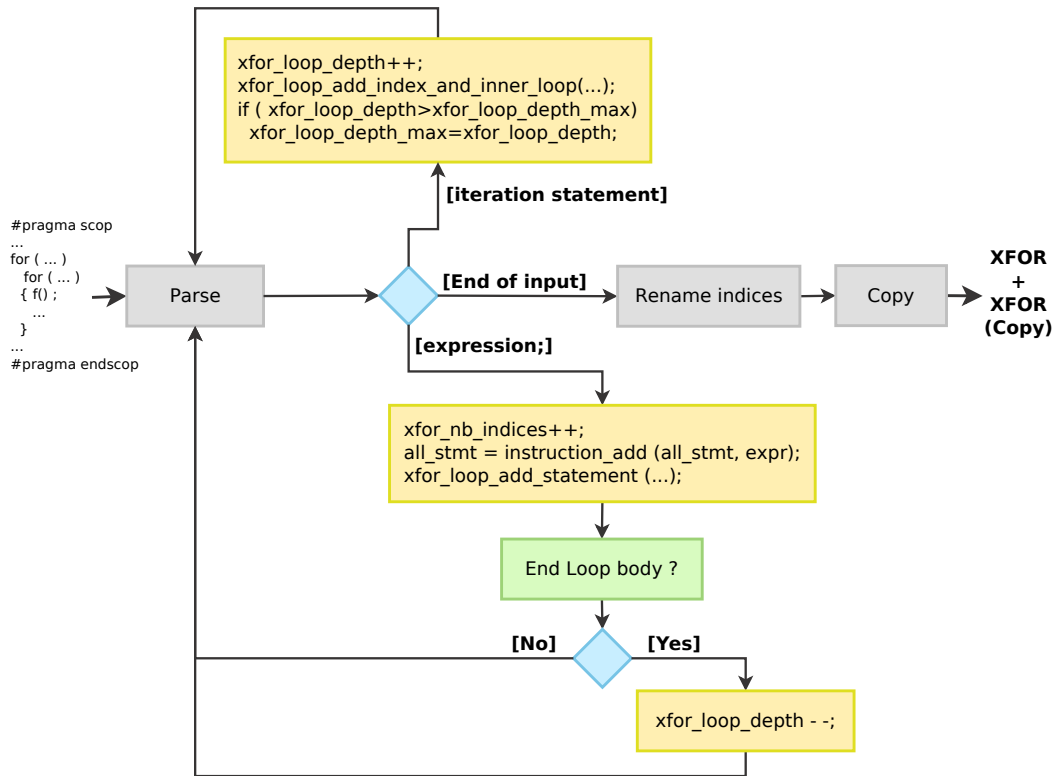 xfor_loop_depth++;
xfor_loop_add_index_and_inner_loop(...);
if ( xfor_loop_depth>xfor_loop_depth_max)
xfor_loop_depth_max=xfor_loop_depth;
[iteration statement]
#pragma scop
...
for ( ... )
for ( ... )
{ f() ;
...
}
...
#pragma endscop
Parse
[End of input]
Rename indices
Copy
XFOR
+
XFOR
(Copy)
[expression;]
xfor_nb_indices++;
all_stmt = instruction_add (all_stmt, expr);
xfor_loop_add_statement (...);
End Loop body ?
[No]
[Yes]
xfor_loop_depth - -;